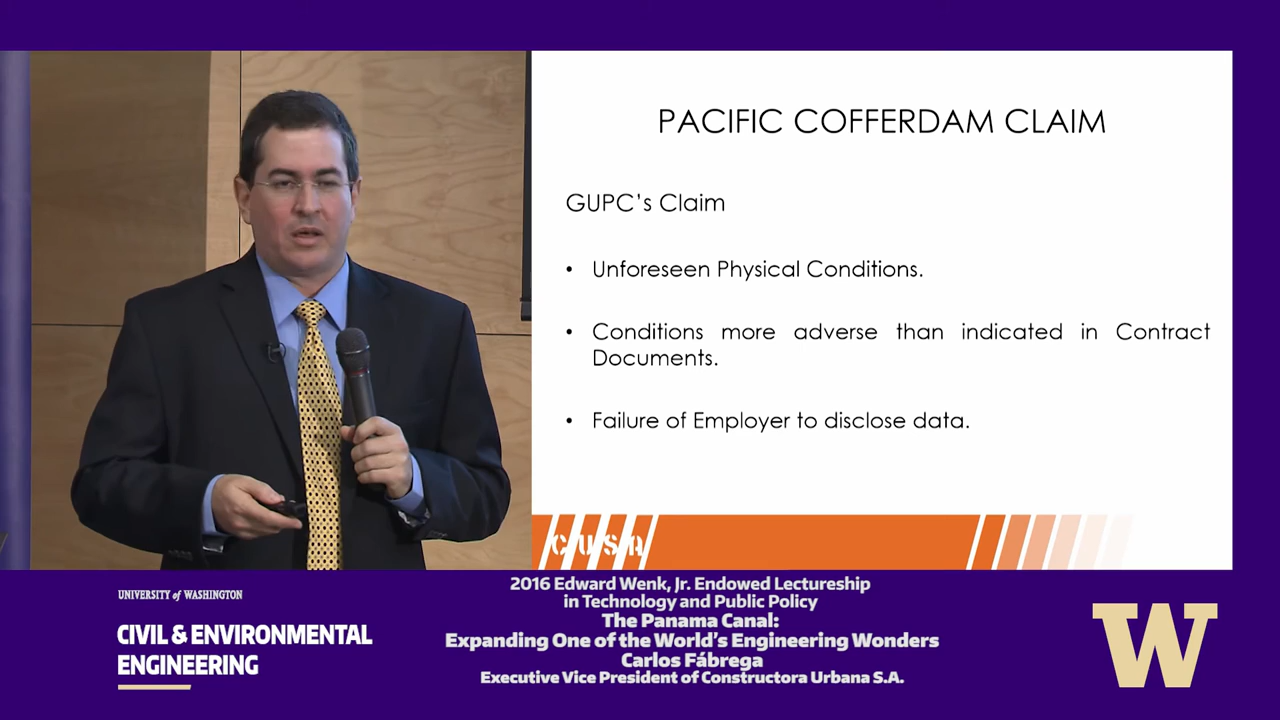 PACIFIC COFFERDAM CLAIM
GUPC’s Claim
• Unforeseen Physical Conditions.
• Conditions more adverse than indicated in Contract
Documents.
• Failure of Employer to disclose data.
CUSA
UNIVERSITY of WASHINGTON
CIVIL & ENVIRONMENTAL
ENGINEERING
2016 Edward Wenk, Jr. Endowed Lectureship
in Technology and Public Policy
The Panama Canal:
Expanding One of the World’s Engineering Wonders
Carlos Fábrega
Executive Vice President of Constructora Urbana S.A.
W